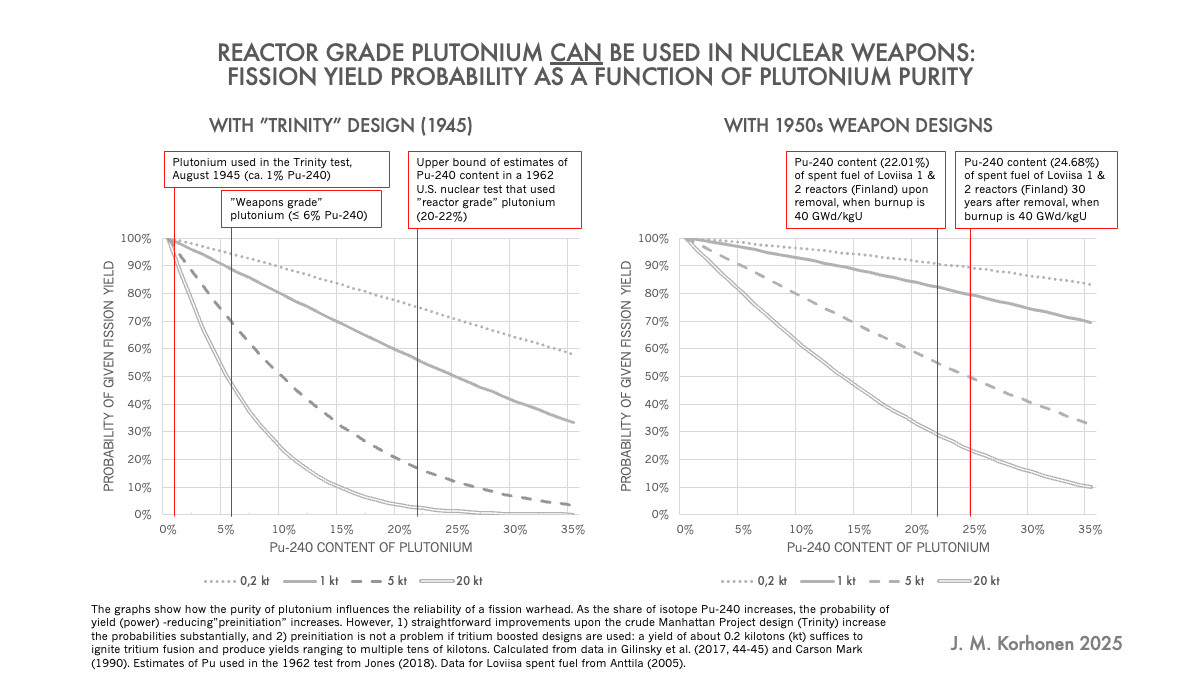 REACTOR GRADE PLUTONIUM CAN BE USED IN NUCLEAR WEAPONS:
FISSION YIELD PROBABILITY AS A FUNCTION OF PLUTONIUM PURITY
WITH ”TRINITY” DESIGN (1945)
Plutonium used in the Trinity test,
August 1945 (ca. 1% Pu-240)
”Weapons grade”
plutonium (≤ 6% Pu-240)
Upper bound of estimates of
Pu-240 content in a 1962
U.S. nuclear test that used
”reactor grade” plutonium
(20-22%)
PROBABILITY OF GIVEN FISSION YIELD
100%
90%
80%
70%
60%
50%
40%
30%
20%
10%
0%
0% 5% 10% 15% 20% 25% 30% 35%
Pu-240 CONTENT OF PLUTONIUM
0,2 kt 1 kt 5 kt 20 kt
WITH 1950s WEAPON DESIGNS
Pu-240 content (22.01%)
of spent fuel of Loviisa 1 &
2 reactors (Finland) upon
removal, when burnup is
40 GWd/kgU
Pu-240 content (24.68%)
of spent fuel of Loviisa 1 &
2 reactors (Finland) 30
years after removal, when
burnup is 40 GWd/kgU
PROBABILITY OF GIVEN FISSION YIELD
100%
90%
80%
70%
60%
50%
40%
30%
20%
10%
0%
0% 5% 10% 15% 20% 25% 30% 35%
Pu-240 CONTENT OF PLUTONIUM
0,2 kt 1 kt 5 kt 20 kt
The graphs show how the purity of plutonium influences the reliability of a fission warhead. As the share of isotope Pu-240 increases, the probability of
yield (power) -reducing”preinitiation” increases. However, 1) straightforward improvements upon the crude Manhattan Project design (Trinity) increase
the probabilities substantially, and 2) preinitiation is not a problem if tritium boosted designs are used: a yield of about 0.2 kilotons (kt) suffices to
ignite tritium fusion and produce yields ranging to multiple tens of kilotons. Calculated from data in Gilinsky et al. (2017, 44-45) and Carson Mark
(1990). Estimates of Pu used in the 1962 test from Jones (2018). Data for Loviisa spent fuel from Anttila (2005).
J. M. Korhonen 2025